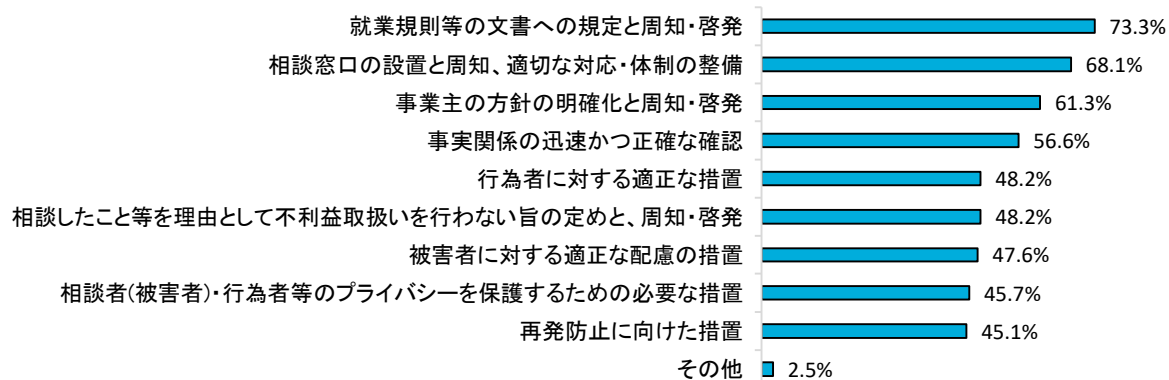 就業規則等の文書への規定と周知・啓発 73.3%
相談窓口の設置と周知、適切な対応・体制の整備 68.1%
事業主の方針の明確化と周知・啓発 61.3%
事実関係の迅速かつ正確な確認 56.6%
行為者に対する適正な措置 48.2%
相談したこと等を理由として不利益取扱いを行わない旨の定めと、周知・啓発 48.2%
被害者に対する適正な配慮の措置 47.6%
相談者(被害者)・行為者等のプライバシーを保護するための必要な措置 45.7%
再発防止に向けた措置 45.1%
その他 2.5%